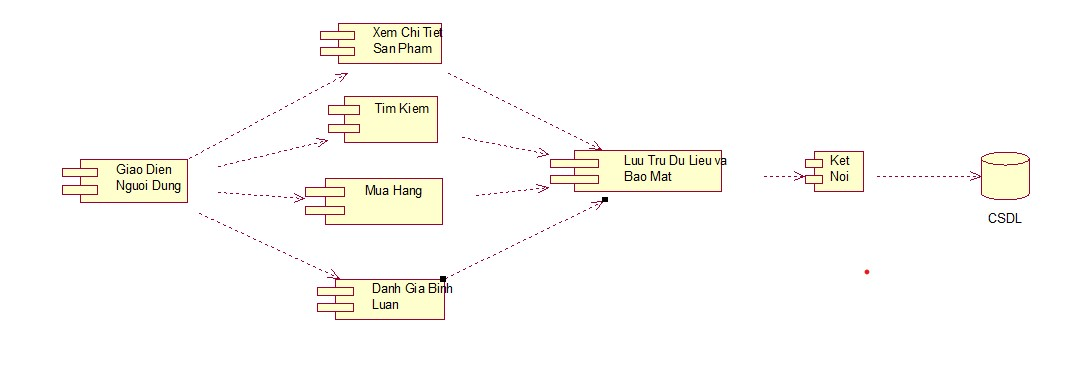 Xem Chi Tiet
San Pham
Tim Kiem
Giao Dien
Nguoi Dung
Mua Hang
Danh Gia Binh
Luan
Luu Tru Du Lieu va
Bao Mat
Ket
Noi
CSDL